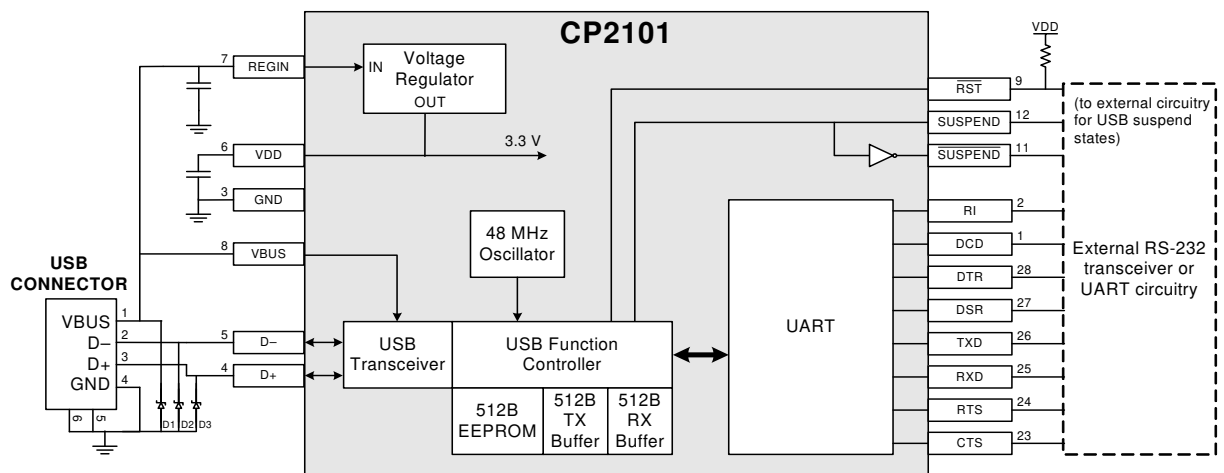 CP2101
7
REGIN
IN
Voltage
Regulator
OUT
6
VDD
3.3 V
3
GND
8
VBUS
48 MHz
Oscillator
USB
CONNECTOR
VBUS
D–
D+
GND
1
2
3
4
6
5
D1
D2
D3
5
D–
4
D+
USB
Transceiver
USB Function
Controller
512B
EEPROM
512B
TX
Buffer
512B
RX
Buffer
UART
VDD
RST
9
SUSPEND
12
SUSPEND
11
RI
2
DCD
1
DTR
28
DSR
27
TXD
26
RXD
25
RTS
24
CTS
23
(to external circuitry
for USB suspend
states)
External RS-232
transceiver or
UART circuitry